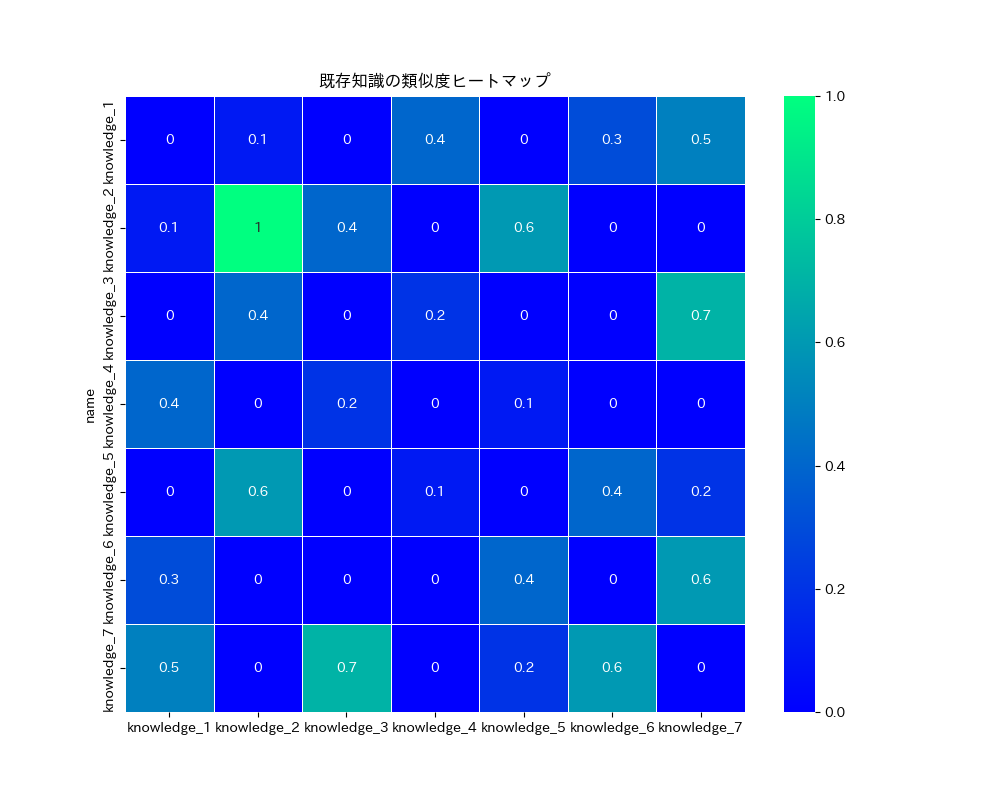 既存知識の類似度ヒートマップ
name
knowledge_1 0 0.1 0 0.4 0 0.3 0.5
knowledge_2 0.1 1 0.4 0 0.6 0 0
knowledge_3 0 0.4 0 0.2 0 0 0.7
knowledge_4 0.4 0 0.2 0 0.1 0 0
knowledge_5 0 0.6 0 0.1 0 0.4 0.2
knowledge_6 0.3 0 0 0 0.4 0 0.6
knowledge_7 0.5 0 0.7 0 0.2 0.6 0
knowledge_1 knowledge_2 knowledge_3 knowledge_4 knowledge_5 knowledge_6 knowledge_7
1.0
0.8
0.6
0.4
0.2
0.0